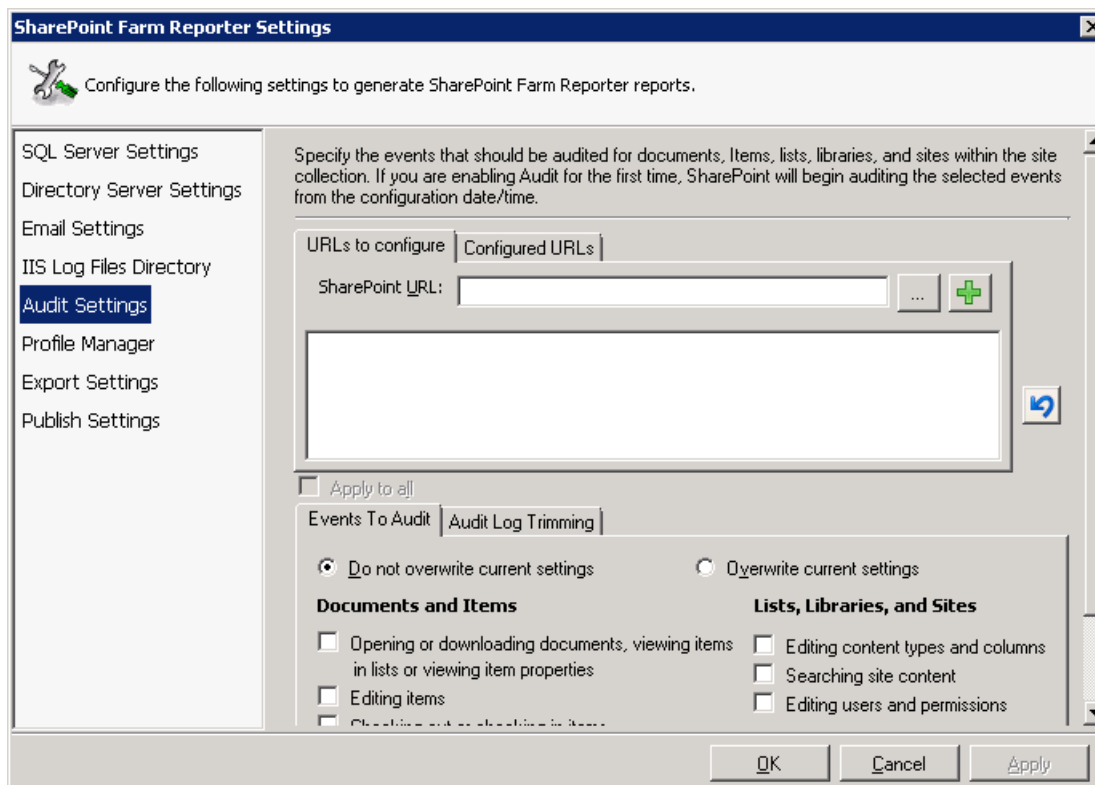 SharePoint Farm Reporter Settings
Configure the following settings to generate SharePoint Farm Reporter reports.
SQL Server Settings
Directory Server Settings
Email Settings
IIS Log Files Directory
Audit Settings
Profile Manager
Export Settings
Publish Settings
Specify the events that should be audited for documents, Items, lists, libraries, and sites within the site
collection. If you are enabling Audit for the first time, SharePoint will begin auditing the selected events
from the configuration date/time.
URLs to configure
Configured URLs
SharePoint URL:
...
Apply to all
Events To Audit
Audit Log Trimming
Do not overwrite current settings
Overwrite current settings
Documents and Items
Opening or downloading documents, viewing items
in lists or viewing item properties
Editing items
Checking out or checking in items
Lists, Libraries, and Sites
Editing content types and columns
Searching site content
Editing users and permissions
OK
Cancel
Apply